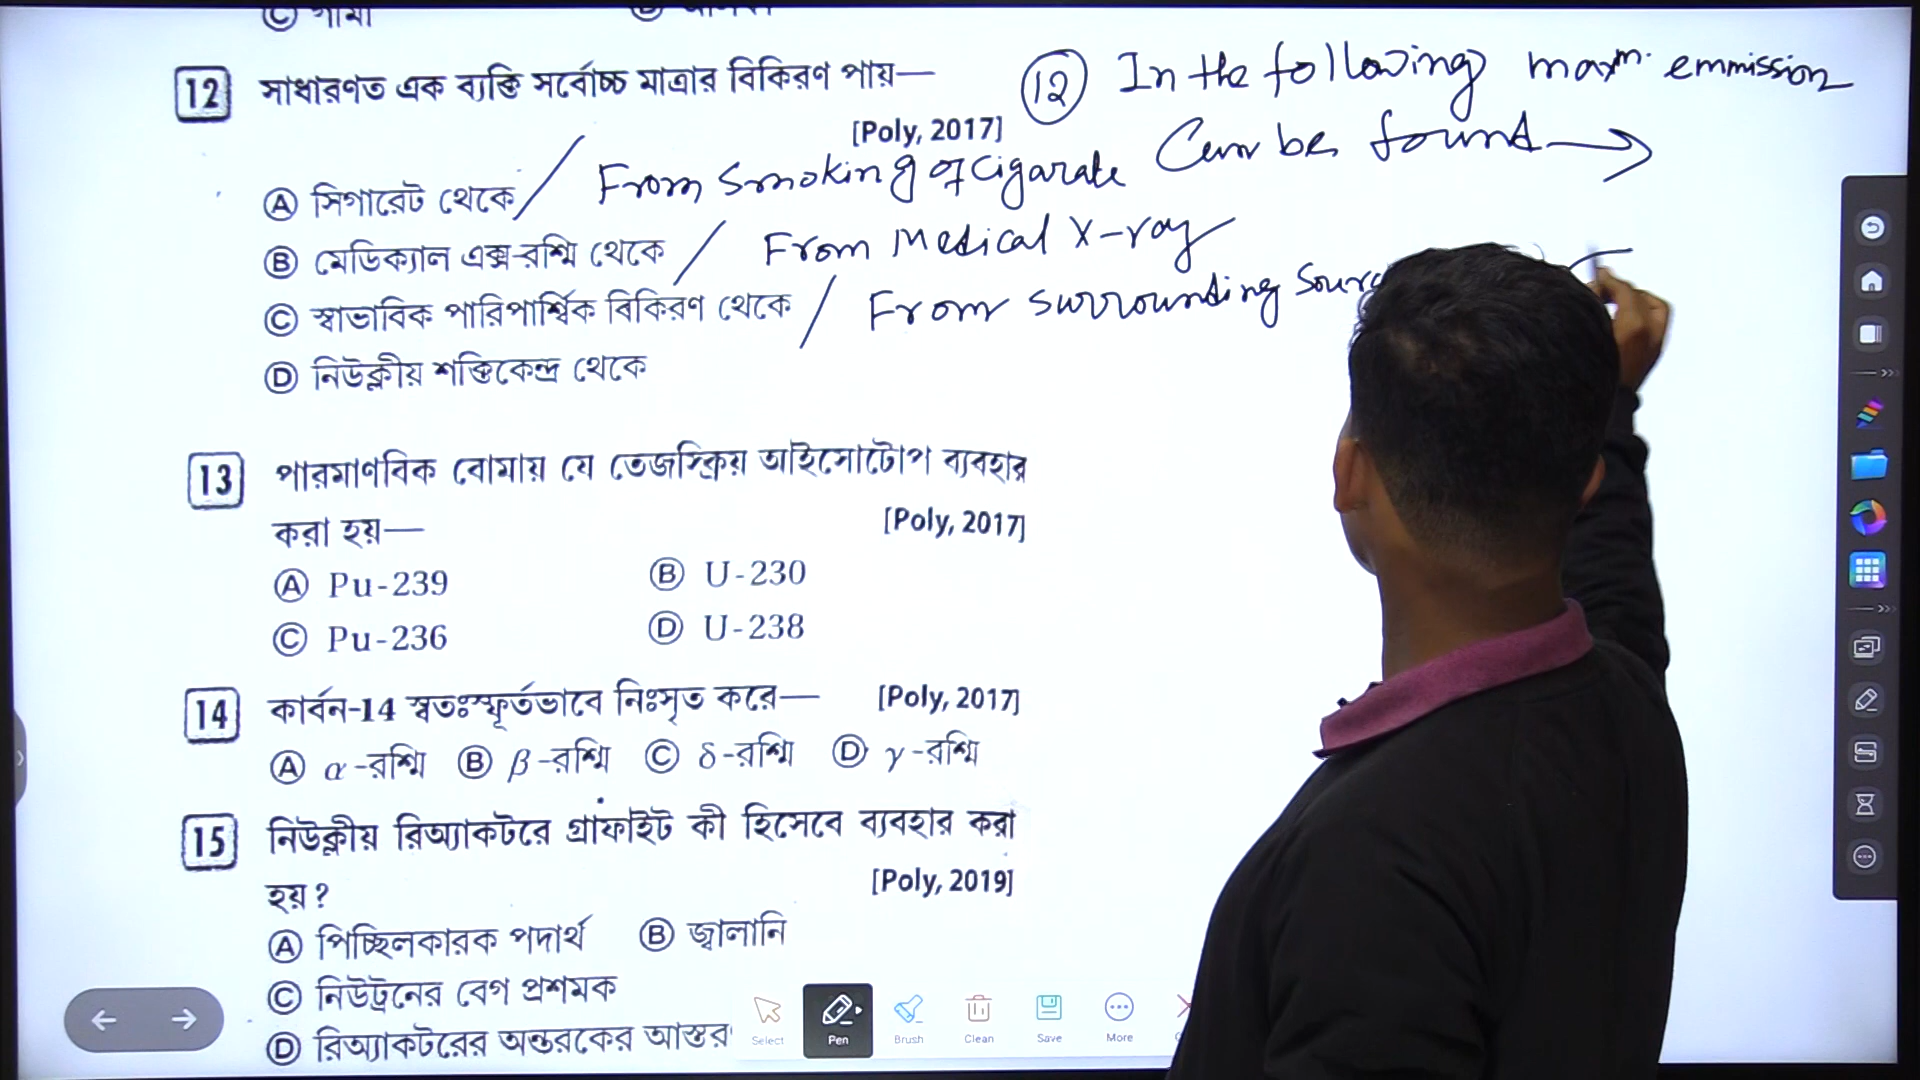 12 সাধারণত এক ব্যক্তি সর্বোচ্চ মাত্রার বিকিরণ পায়—
[Poly, 2017]
Ⓐ সিগারেট থেকে /
Ⓑ মেডিক্যাল এক্স-রশ্মি থেকে /
Ⓒ স্বাভাবিক পারিপার্শ্বিক বিকিরণ থেকে /
Ⓓ নিউক্লীয় শক্তিকেন্দ্র থেকে
12 In the following maxm. emmission
Can be found →
From Smoking of cigarate
From Medical X-ray
From surrounding
13 পারমাণবিক বোমায় যে তেজস্ক্রিয় আইসোটোপ ব্যবহার
করা হয়— [Poly, 2017]
Ⓐ Pu-239 Ⓑ U-230
Ⓒ Pu-236 Ⓓ U-238
14 কার্বন-14 স্বতঃস্ফূর্তভাবে নিঃসৃত করে— [Poly, 2017]
Ⓐ α-রশ্মি Ⓑ β-রশ্মি Ⓒ δ-রশ্মি Ⓓ γ-রশ্মি
15 নিউক্লীয় রিঅ্যাকটরে গ্রাফাইট কী হিসেবে ব্যবহার করা
হয়? [Poly, 2019]
Ⓐ পিচ্ছিলকারক পদার্থ Ⓑ জ্বালানি
Ⓒ নিউট্রনের বেগ প্রশমক
Ⓓ রিঅ্যাকটরের অন্তরকের আস্তর
Select Pen Brush Clean Save More